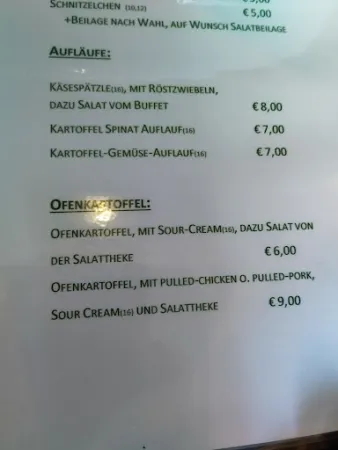 SCHNITZELCHEN (10,12)
€ 5,00
+BEILAGE NACH WAHL, AUF WUNSCH SALATBEILAGE
AUFLÄUFE:
KÄSESPÄTZLE(16), MIT RÖSTZWIEBELN,
DAZU SALAT VOM BUFFET € 8,00
KARTOFFEL SPINAT AUFLAUF(16) € 7,00
KARTOFFEL-GEMÜSE-AUFLAUF(16) € 7,00
OFENKARTOFFEL:
OFENKARTOFFEL, MIT SOUR-CREAM(16), DAZU SALAT VON
DER SALATTHEKE € 6,00
OFENKARTOFFEL, MIT PULLED-CHICKEN O. PULLED-PORK,
SOUR CREAM(16) UND SALATTHEKE € 9,00